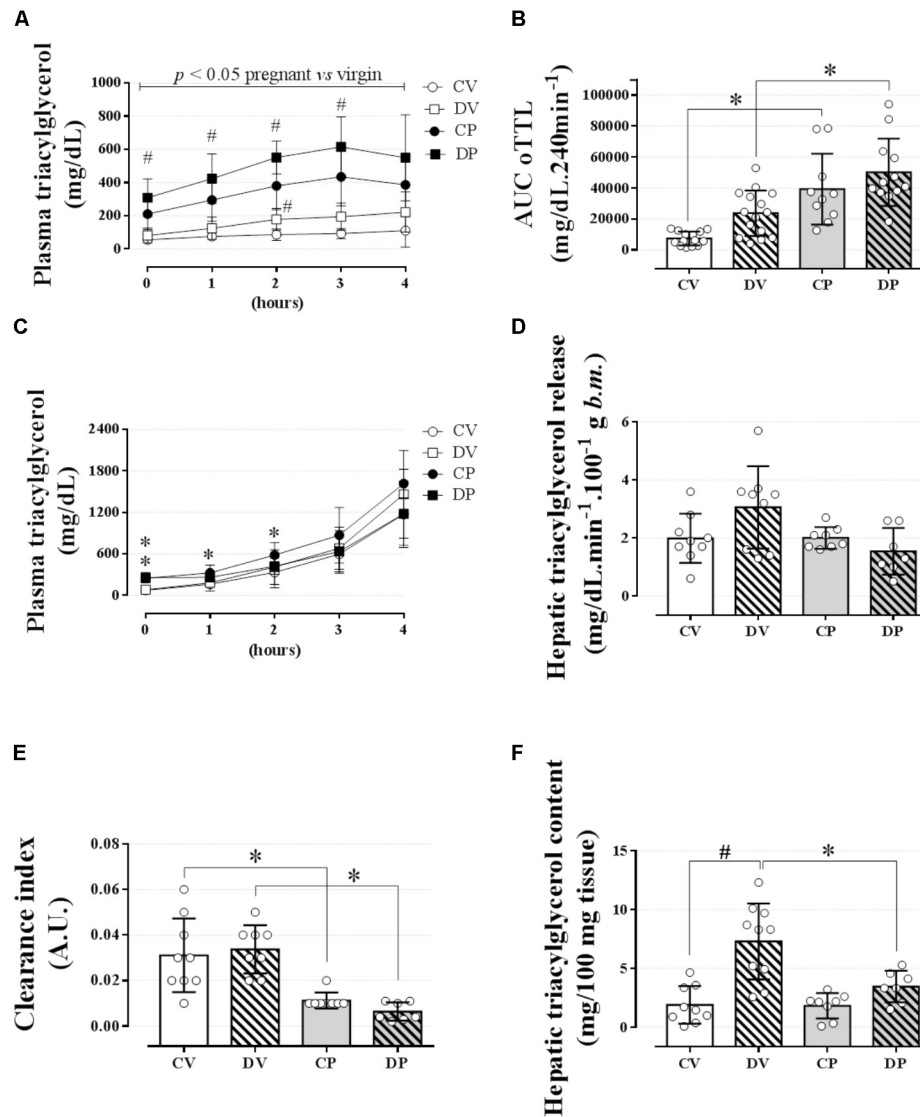 A
p < 0.05 pregnant vs virgin
Plasma triacylglycerol
(mg/dL)
1000
800
600
400
200
0
#
#
#
#
#
0
1
2
3
4
(hours)
CV
DV
CP
DP
B
AUC oTTL
(mg/dL.240min⁻¹)
100000
80000
60000
40000
20000
0
*
*
CV
DV
CP
DP
C
Plasma triacylglycerol
(mg/dL)
2400
1800
1200
600
0
*
*
*
*
0
1
2
3
4
(hours)
CV
DV
CP
DP
D
Hepatic triacylglycerol release
(mg/dL.min⁻¹.100⁻¹ g b.m.)
6
4
2
0
CV
DV
CP
DP
E
Clearance index
(A.U.)
0.08
0.06
0.04
0.02
0.00
*
*
CV
DV
CP
DP
F
Hepatic triacylglycerol content
(mg/100 mg tissue)
15
10
5
0
#
*
CV
DV
CP
DP